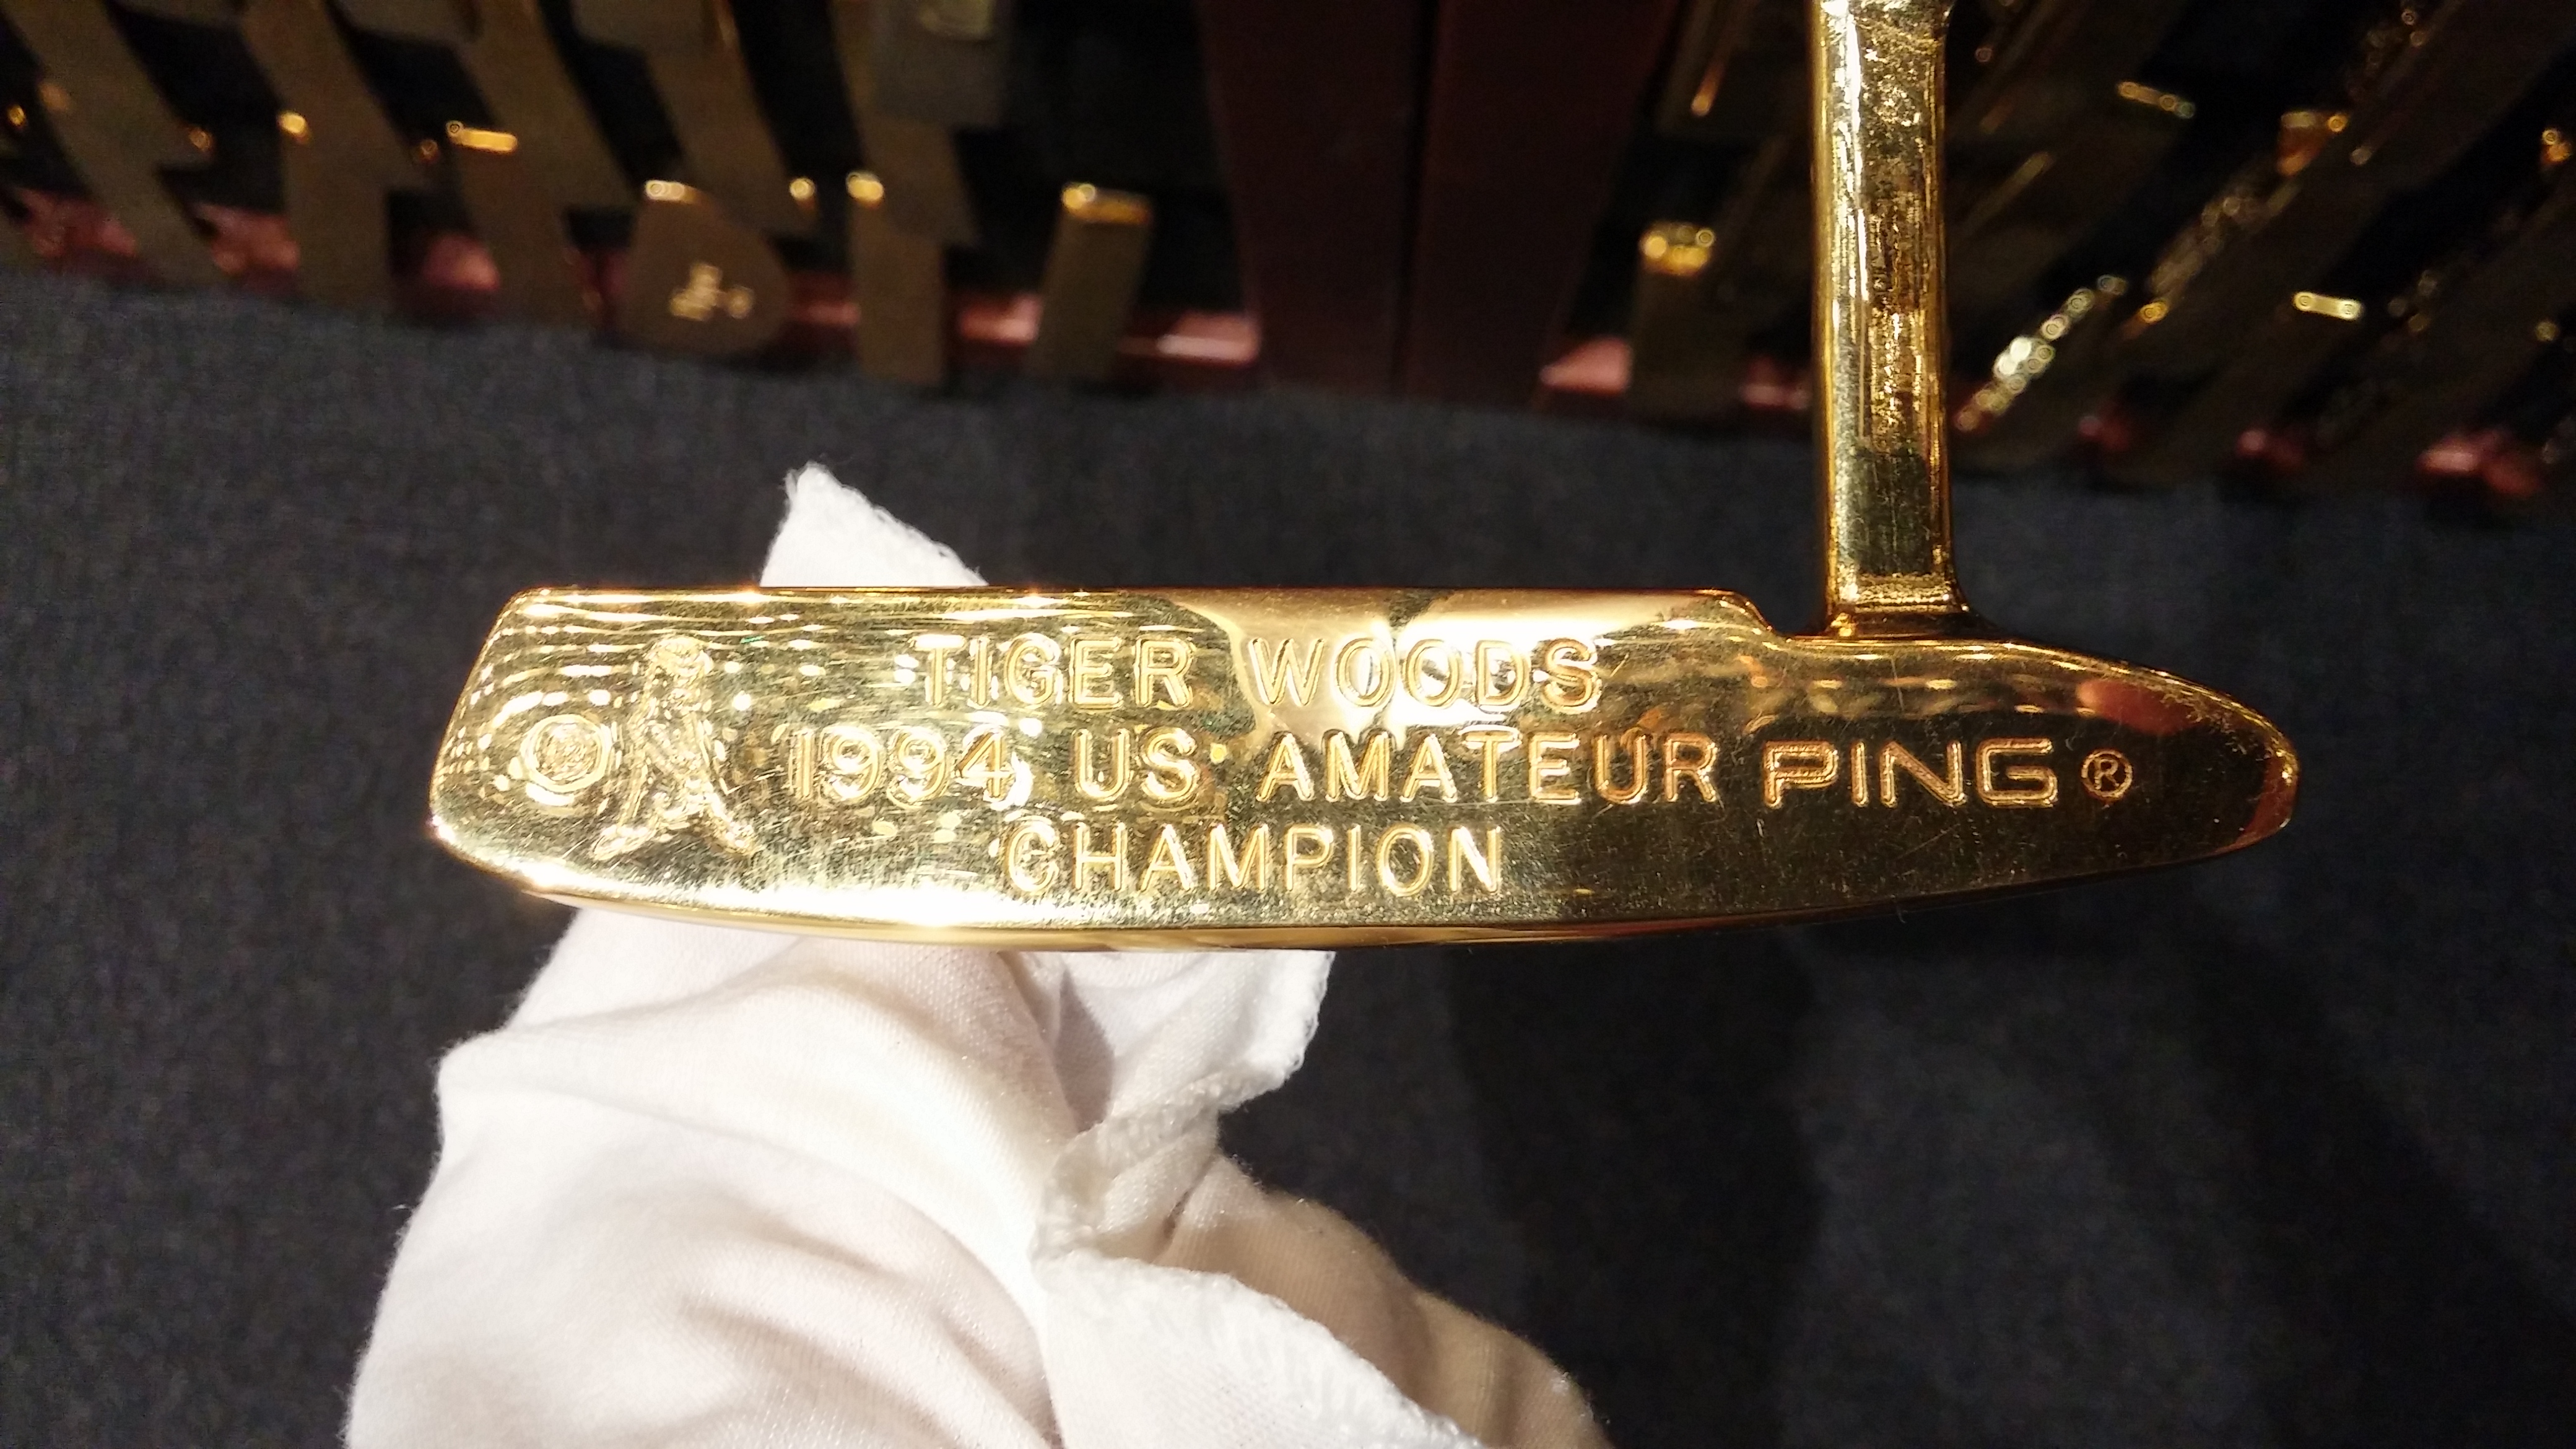 TIGER WOODS
1994 US AMATEUR PING®
CHAMPION